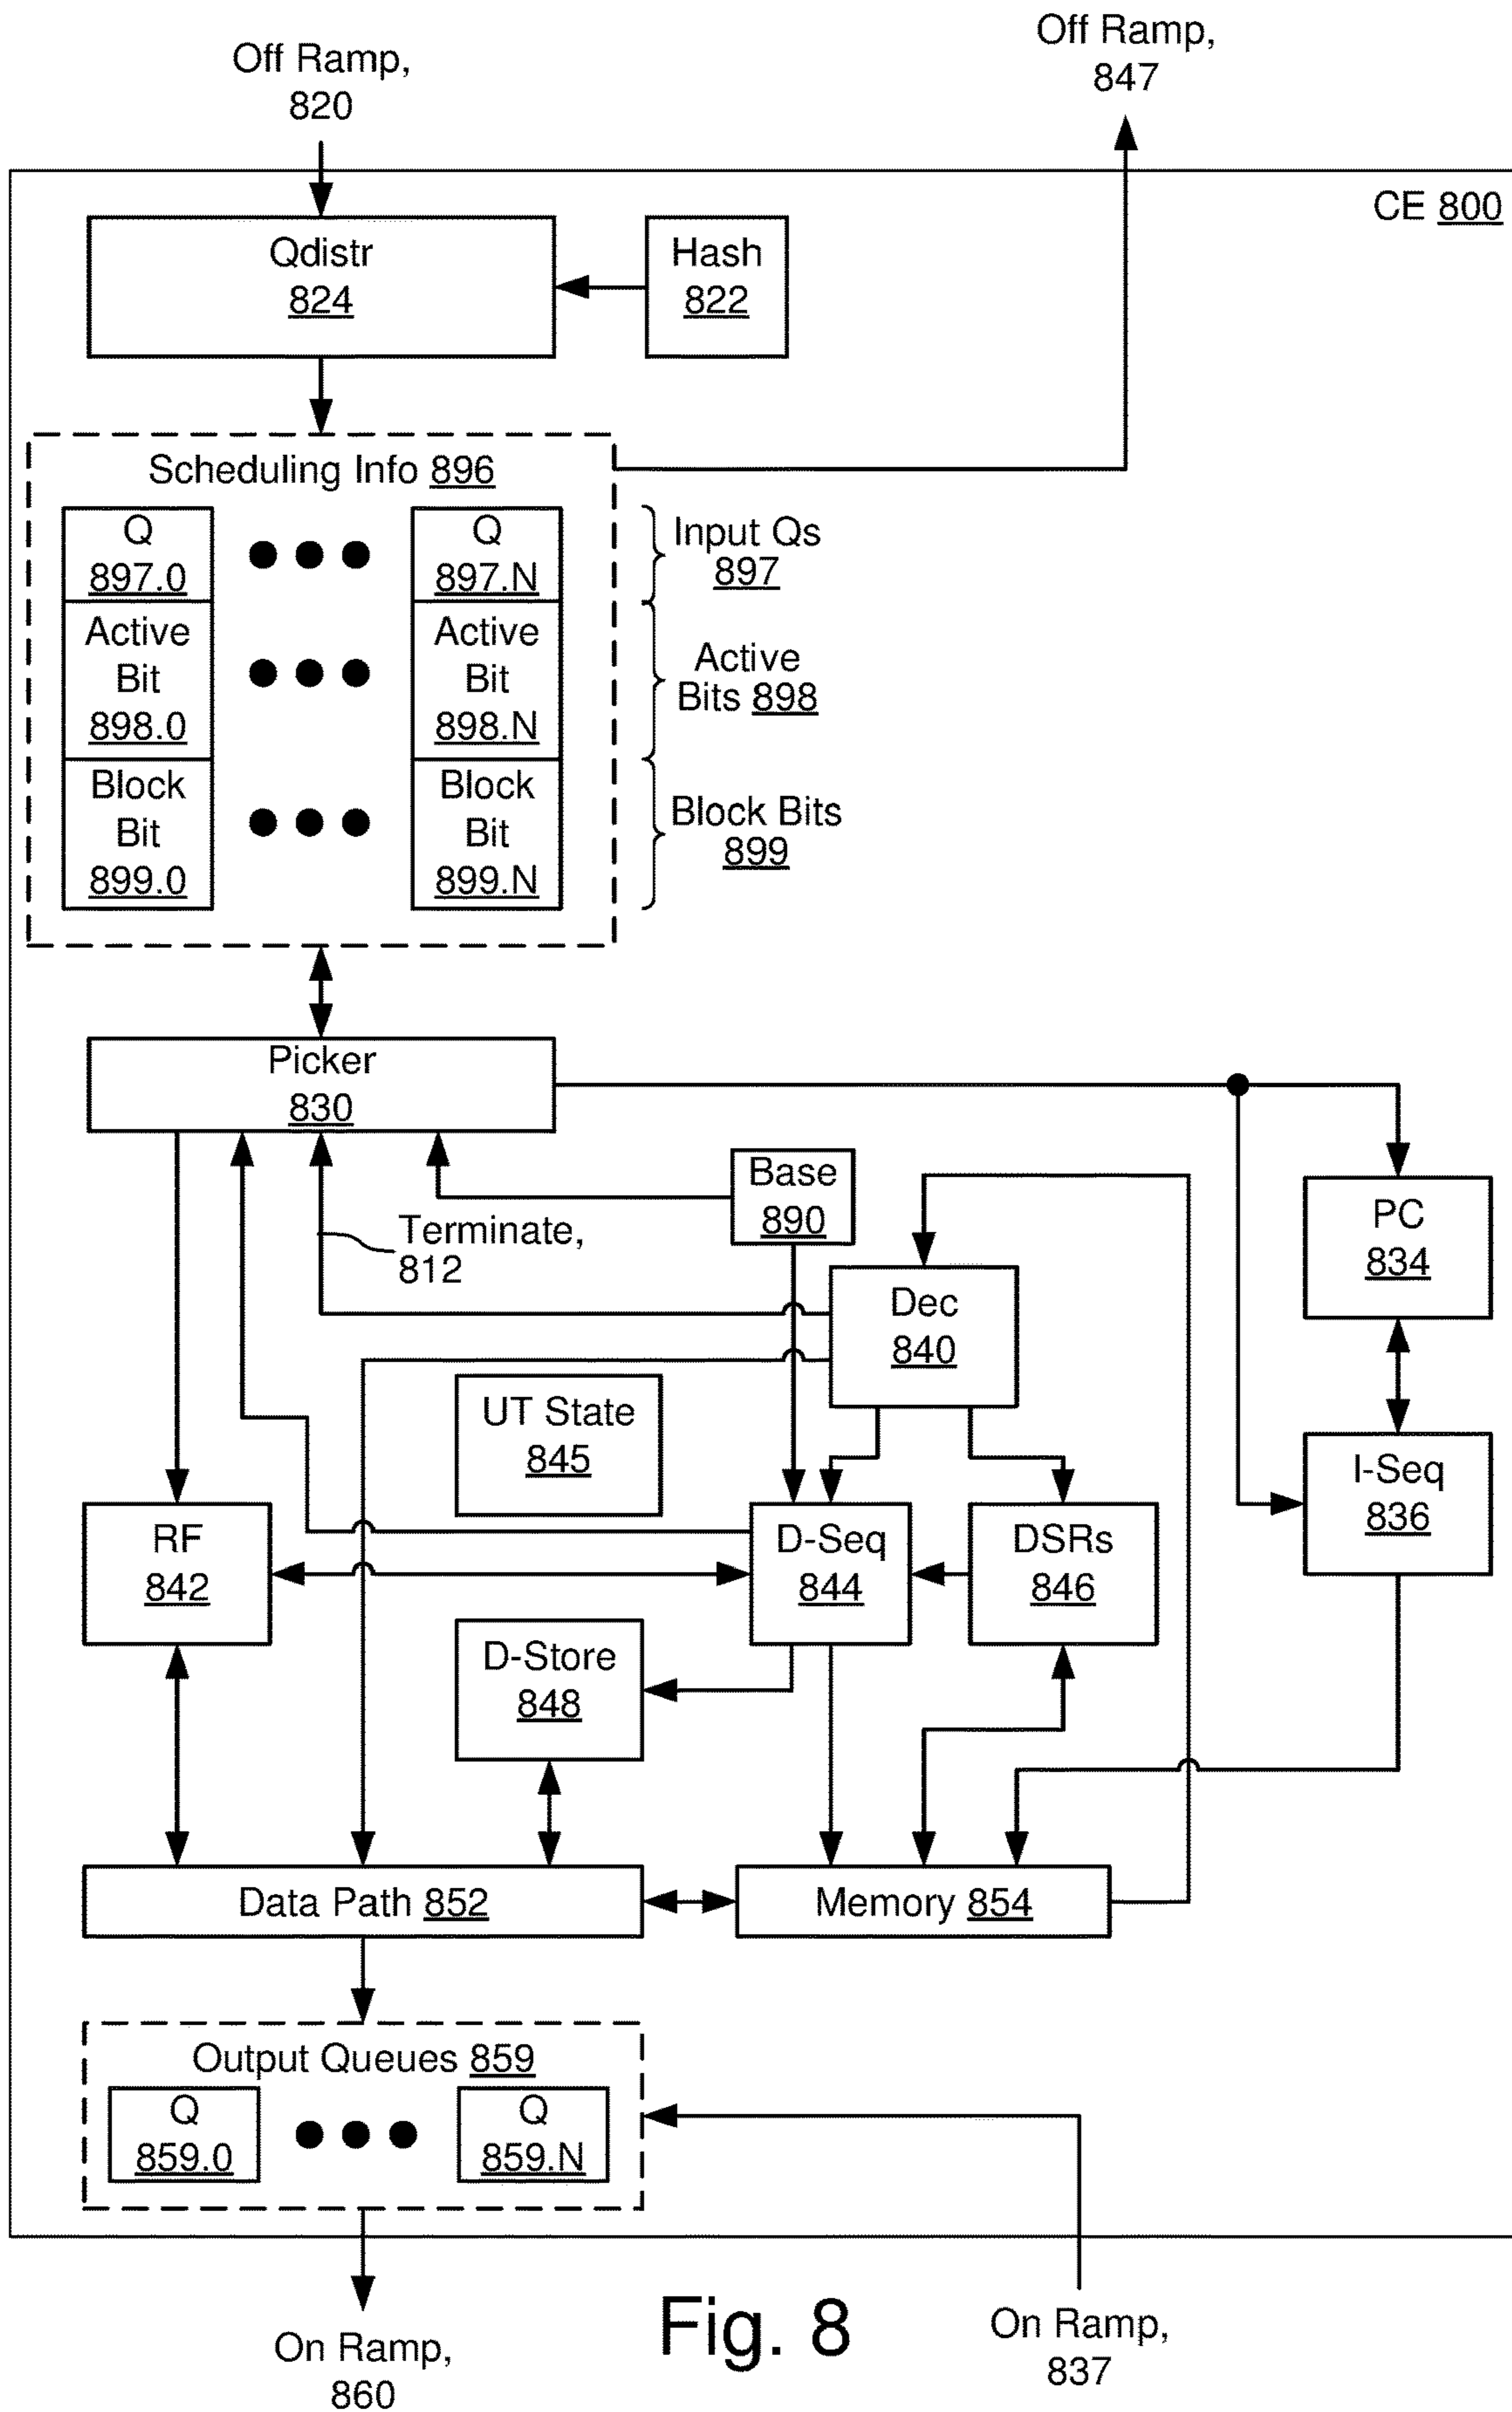 Off Ramp,
820
Off Ramp,
847
CE 800
Qdistr
824
Hash
822
Scheduling Info 896
Q
897.0
Q
897.N
Input Qs
897
Active
Bit
898.0
Active
Bit
898.N
Active
Bits 898
Block
Bit
899.0
Block
Bit
899.N
Block Bits
899
Picker
830
Base
890
Terminate,
812
PC
834
Dec
840
UT State
845
I-Seq
836
RF
842
D-Seq
844
DSRs
846
D-Store
848
Data Path 852
Memory 854
Output Queues 859
Q
859.0
Q
859.N
On Ramp,
860
Fig. 8
On Ramp,
837